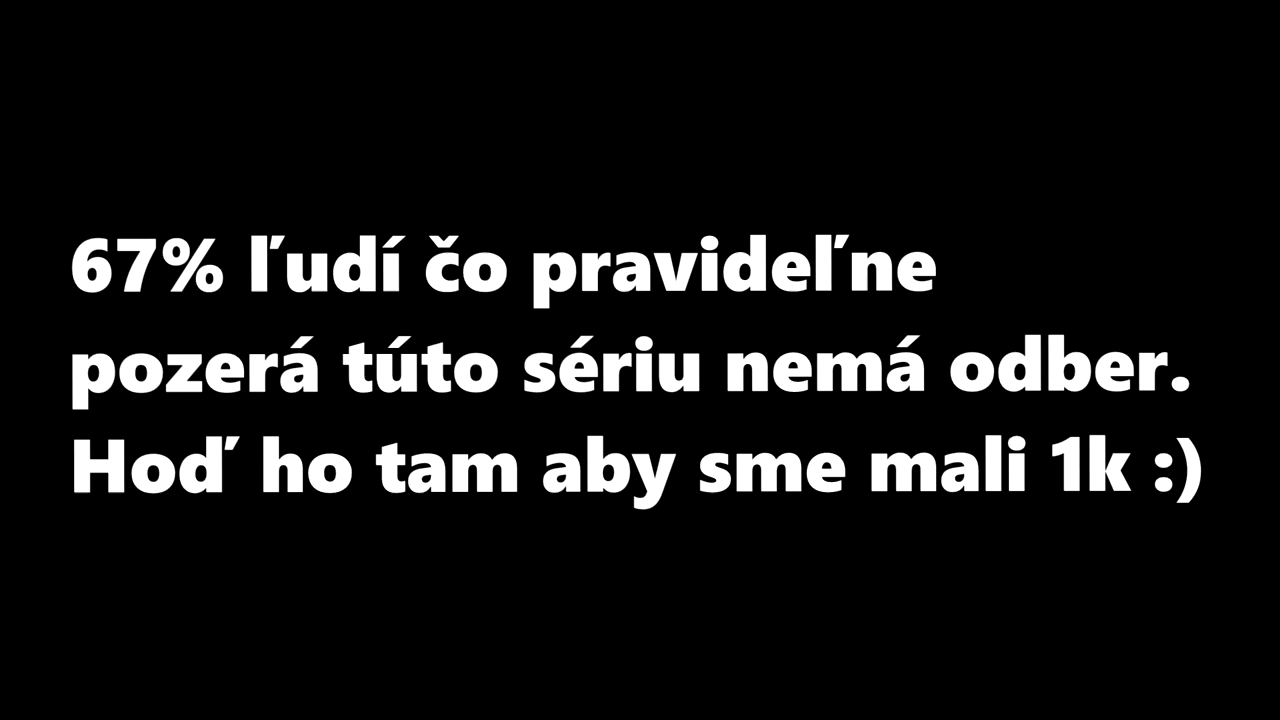 67% ľudí čo pravideľne
pozerá túto sériu nemá odber.
Hoď ho tam aby sme mali 1k :)